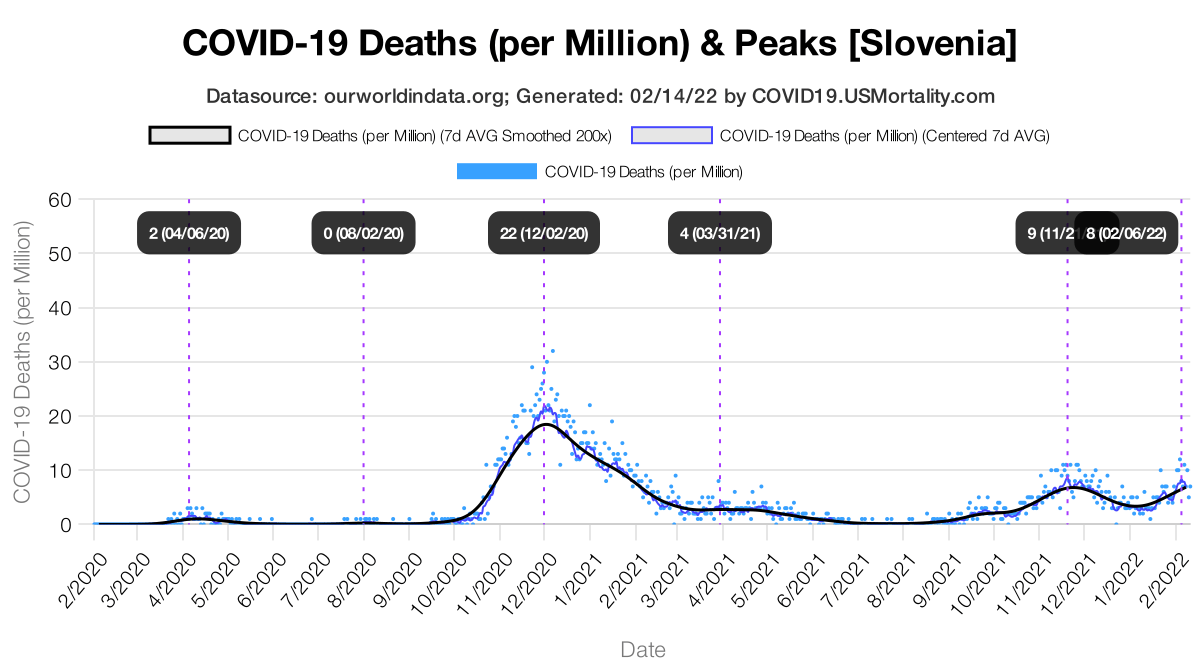 COVID-19 Deaths (per Million) & Peaks [Slovenia]
Datasource: ourworldindata.org; Generated: 02/14/22 by COVID19.USMortality.com
COVID-19 Deaths (per Million) (7d AVG Smoothed 200x) COVID-19 Deaths (per Million) (Centered 7d AVG)
COVID-19 Deaths (per Million)
COVID-19 Deaths (per Million)
60
50
40
30
20
10
0
2 (04/06/20) 0 (08/02/20) 22 (12/02/20) 4 (03/31/21) 9 (11/21/ 8 (02/06/22)
2/2020 3/2020 4/2020 5/2020 6/2020 7/2020 8/2020 9/2020 10/2020 11/2020 12/2020 1/2021 2/2021 3/2021 4/2021 5/2021 6/2021 7/2021 8/2021 9/2021 10/2021 11/2021 12/2021 1/2022 2/2022
Date